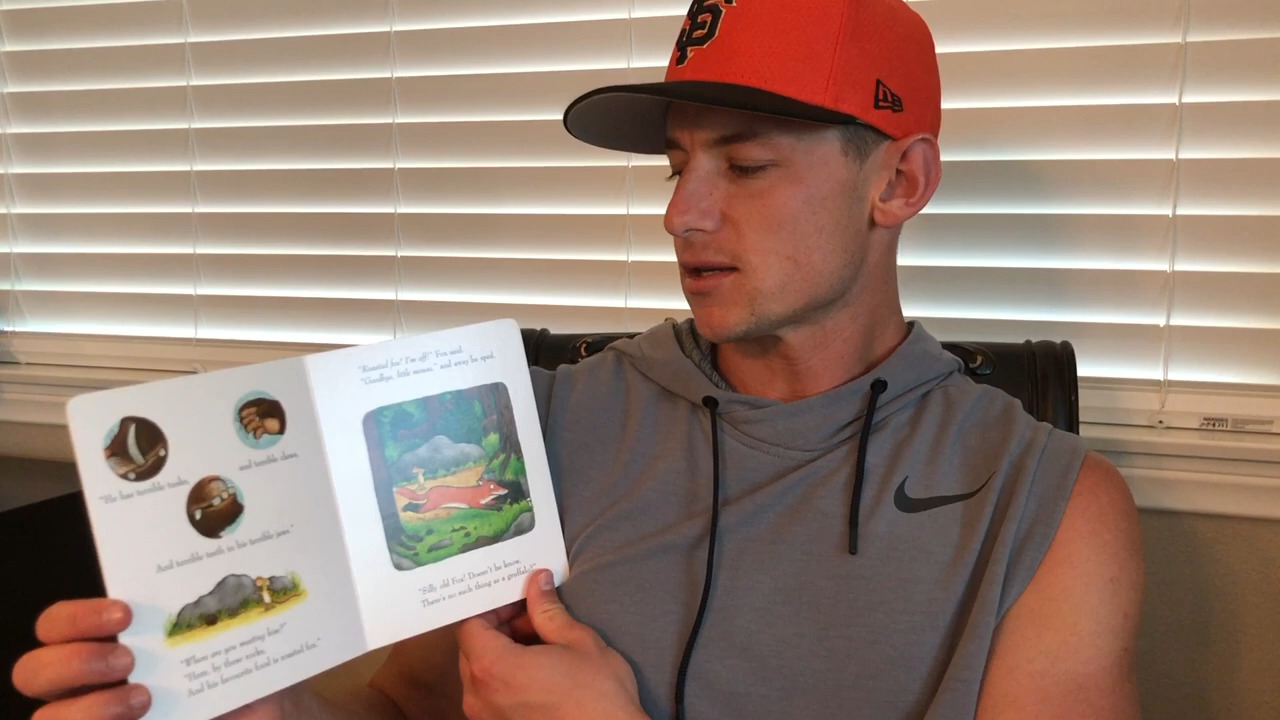 SF
"He has terrible tusks,
and terrible claws,
And terrible teeth in his terrible jaws."
"Where are you meeting him?"
"Here, by these rocks,
And his favourite food is roasted fox."
"Roasted fox! I'm off!" Fox said.
"Goodbye, little mouse," and away he sped.
"Silly old Fox! Doesn't he know,
There's no such thing as a gruffalo?"